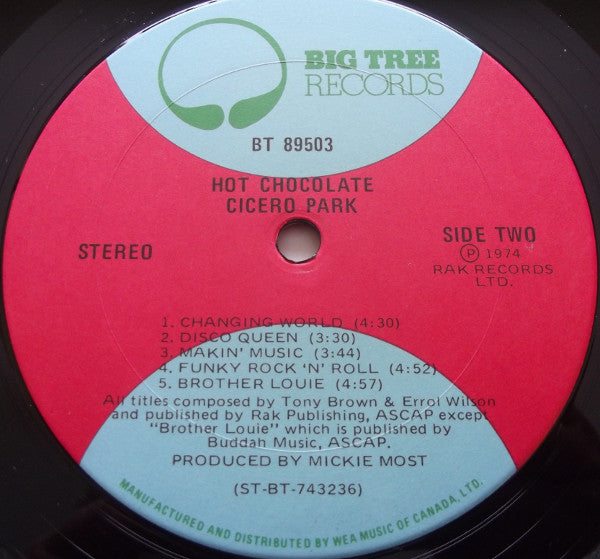 BIG TREE
RECORDS
BT 89503
HOT CHOCOLATE
CICERO PARK
STEREO
SIDE TWO
Ⓟ 1974
RAK RECORDS
LTD.
1. CHANGING WORLD (4:30)
2. DISCO QUEEN (3:30)
3. MAKIN' MUSIC (3:44)
4. FUNKY ROCK 'N' ROLL (4:52)
5. BROTHER LOUIE (4:57)
All titles composed by Tony Brown & Errol Wilson
and published by Rak Publishing, ASCAP except
"Brother Louie" which is published by
Buddah Music, ASCAP.
PRODUCED BY MICKIE MOST
(ST-BT-743236)
MANUFACTURED AND DISTRIBUTED BY WEA MUSIC OF CANADA, LTD.